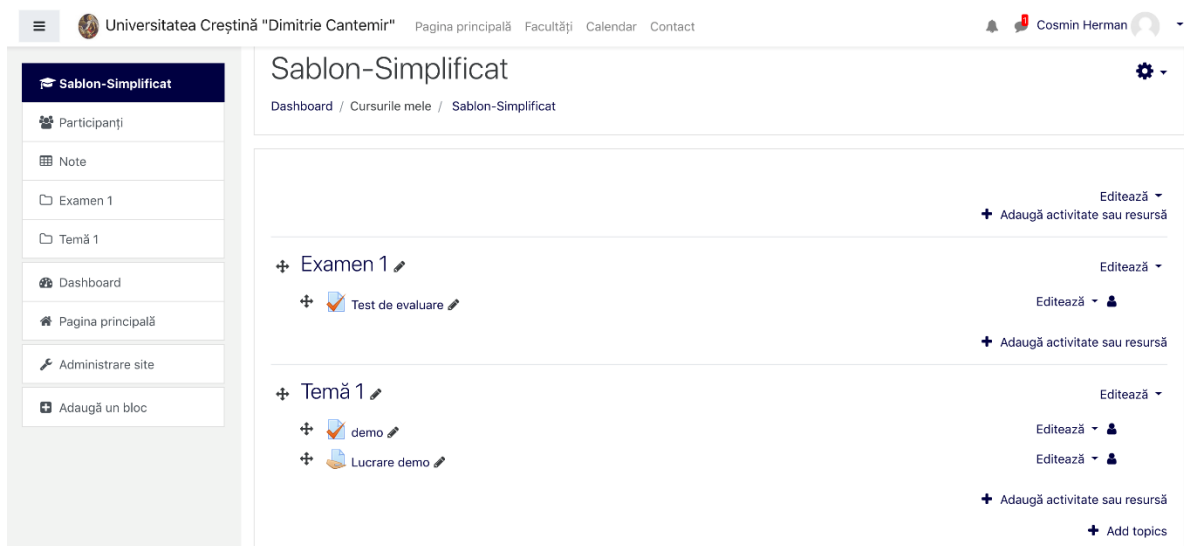 Universitatea Creștină "Dimitrie Cantemir" Pagina principală Facultăți Calendar Contact 1 Cosmin Herman
Sablon-Simplificat
Participanți
Note
Examen 1
Temă 1
Dashboard
Pagina principală
Administrare site
Adaugă un bloc
Sablon-Simplificat
Dashboard / Cursurile mele / Sablon-Simplificat
Editează
Adaugă activitate sau resursă
Examen 1 Editează
Test de evaluare Editează
Adaugă activitate sau resursă
Temă 1 Editează
demo Editează
Lucrare demo Editează
Adaugă activitate sau resursă
Add topics